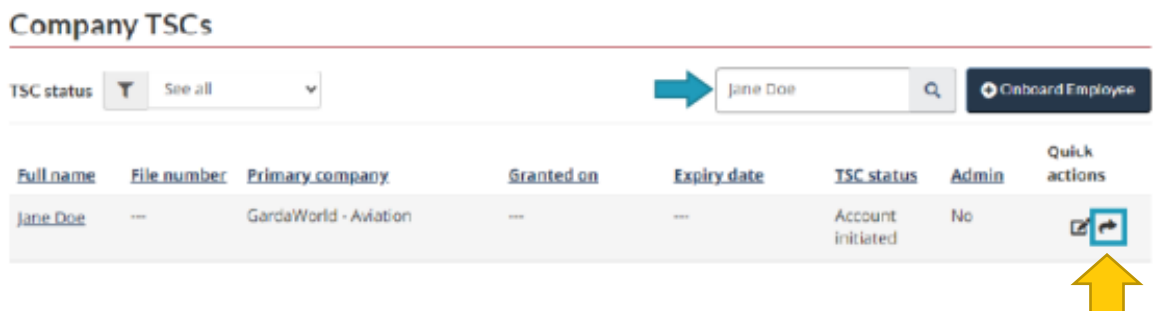 Company TSCs
TSC status See all Jane Doe Onboard Employee
Full name File number Primary company Granted on Expiry date TSC status Admin Quick actions
Jane Doe --- GardaWorld - Aviation --- --- Account initiated No